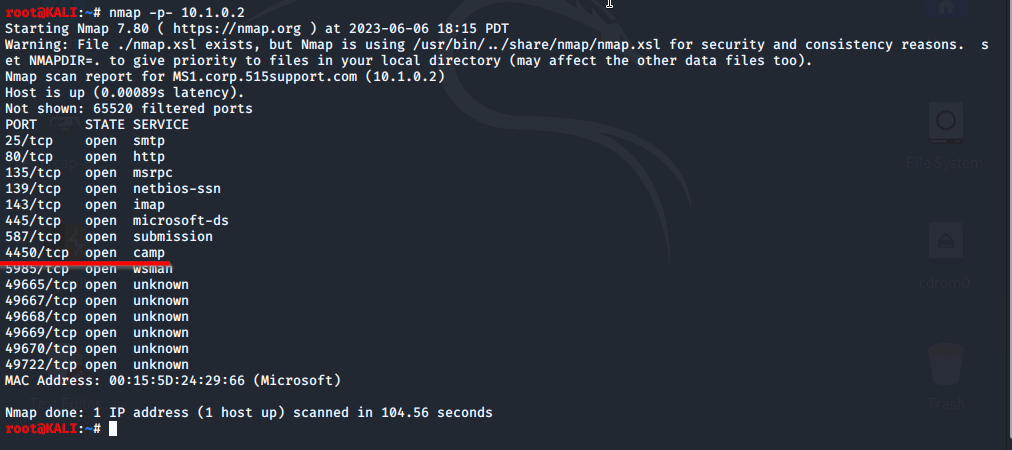 root@KALI:~# nmap -p- 10.1.0.2
Starting Nmap 7.80 ( https://nmap.org ) at 2023-06-06 18:15 PDT
Warning: File ./nmap.xsl exists, but Nmap is using /usr/bin/../share/nmap/nmap.xsl for security and consistency reasons.  s
et NMAPDIR=. to give priority to files in your local directory (may affect the other data files too).
Nmap scan report for MS1.corp.515support.com (10.1.0.2)
Host is up (0.00089s latency).
Not shown: 65520 filtered ports
PORT      STATE SERVICE
25/tcp    open  smtp
80/tcp    open  http
135/tcp   open  msrpc
139/tcp   open  netbios-ssn
143/tcp   open  imap
445/tcp   open  microsoft-ds
587/tcp   open  submission
4450/tcp  open  camp
5985/tcp  open  wsman
49665/tcp open  unknown
49667/tcp open  unknown
49668/tcp open  unknown
49669/tcp open  unknown
49670/tcp open  unknown
49722/tcp open  unknown
MAC Address: 00:15:5D:24:29:66 (Microsoft)
Nmap done: 1 IP address (1 host up) scanned in 104.56 seconds
root@KALI:~#
File System
cdrom0
Trash
Text Editor